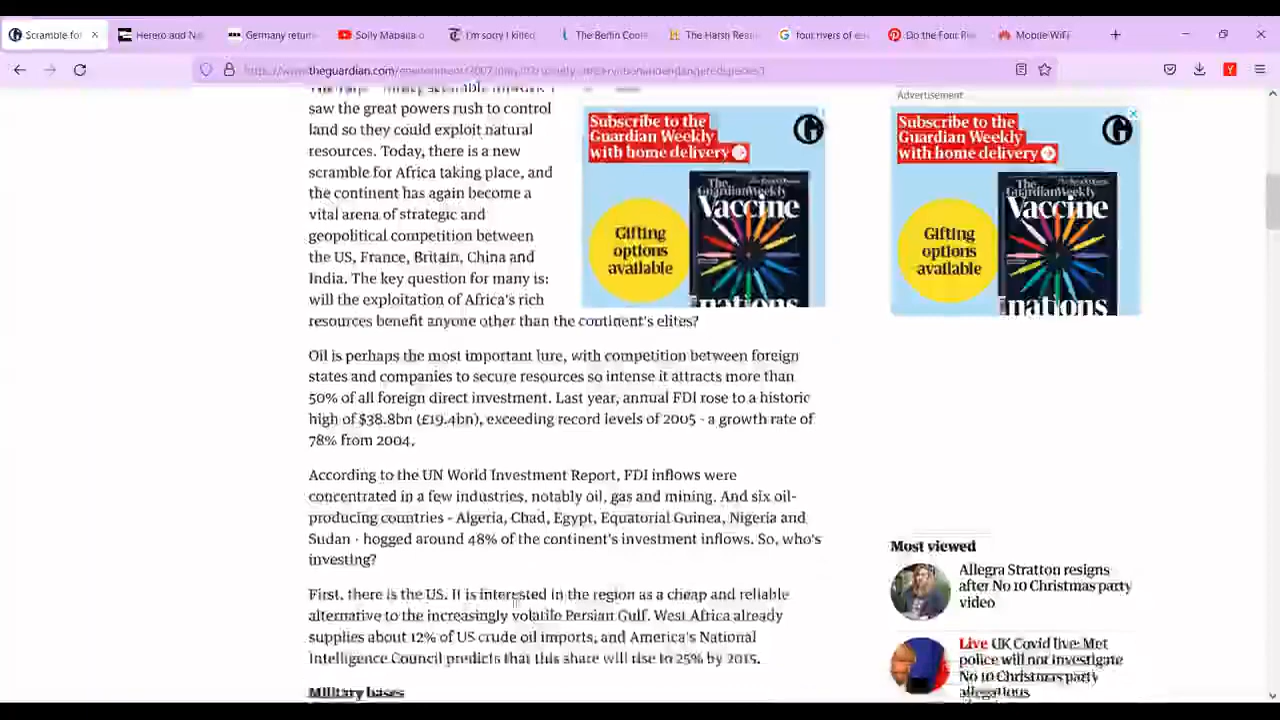 Scramble fo
Herero and Na
Germany return
Solly Mapaila o
I'm sorry I killed
The Berlin Conf
The Harsh Rea
four rivers of e
Do the Four Riv
Mobile WiFi
theguardian.com
Advertisement
saw the great powers rush to control
land so they could exploit natural
resources. Today, there is a new
scramble for Africa taking place, and
the continent has again become a
vital arena of strategic and
geopolitical competition between
the US, France, Britain, China and
India. The key question for many is:
will the exploitation of Africa's rich
resources benefit anyone other than the continent's elites?
Oil is perhaps the most important lure, with competition between foreign
states and companies to secure resources so intense it attracts more than
50% of all foreign direct investment. Last year, annual FDI rose to a historic
high of $38.8bn (£19.4bn), exceeding record levels of 2005 - a growth rate of
78% from 2004.
According to the UN World Investment Report, FDI inflows were
concentrated in a few industries, notably oil, gas and mining. And six oil-
producing countries - Algeria, Chad, Egypt, Equatorial Guinea, Nigeria and
Sudan - hogged around 48% of the continent's investment inflows. So, who's
investing?
First, there is the US. It is interested in the region as a cheap and reliable
alternative to the increasingly volatile Persian Gulf. West Africa already
supplies about 12% of US crude oil imports, and America's National
Intelligence Council predicts that this share will rise to 25% by 2015.
Military bases
Subscribe to the
Guardian Weekly
with home delivery
Gifting
options
available
The
GuardianWeekly
Vaccine
nations
Subscribe to the
Guardian Weekly
with home delivery
Gifting
options
available
The
GuardianWeekly
Vaccine
nations
Most viewed
Allegra Stratton resigns
after No 10 Christmas party
video
Live UK Covid live: Met
police will not investigate
No 10 Christmas party
allegations